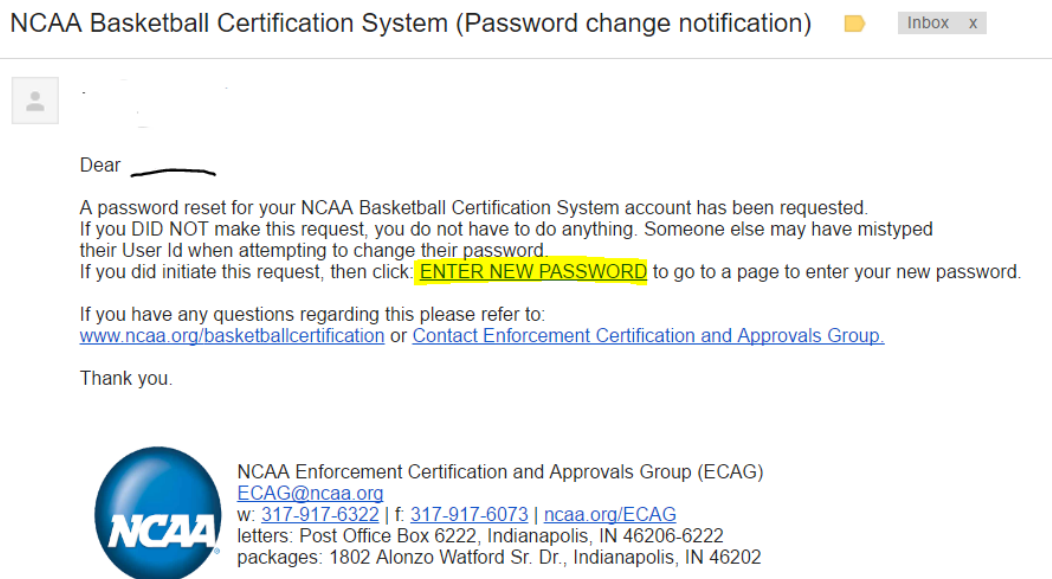 NCAA Basketball Certification System (Password change notification)
Inbox x
Dear
A password reset for your NCAA Basketball Certification System account has been requested.
If you DID NOT make this request, you do not have to do anything. Someone else may have mistyped
their User Id when attempting to change their password.
If you did initiate this request, then click: ENTER NEW PASSWORD to go to a page to enter your new password.
If you have any questions regarding this please refer to:
www.ncaa.org/basketballcertification or Contact Enforcement Certification and Approvals Group.
Thank you.
NCAA
NCAA Enforcement Certification and Approvals Group (ECAG)
ECAG@ncaa.org
w: 317-917-6322 | f: 317-917-6073 | ncaa.org/ECAG
letters: Post Office Box 6222, Indianapolis, IN 46206-6222
packages: 1802 Alonzo Watford Sr. Dr., Indianapolis, IN 46202